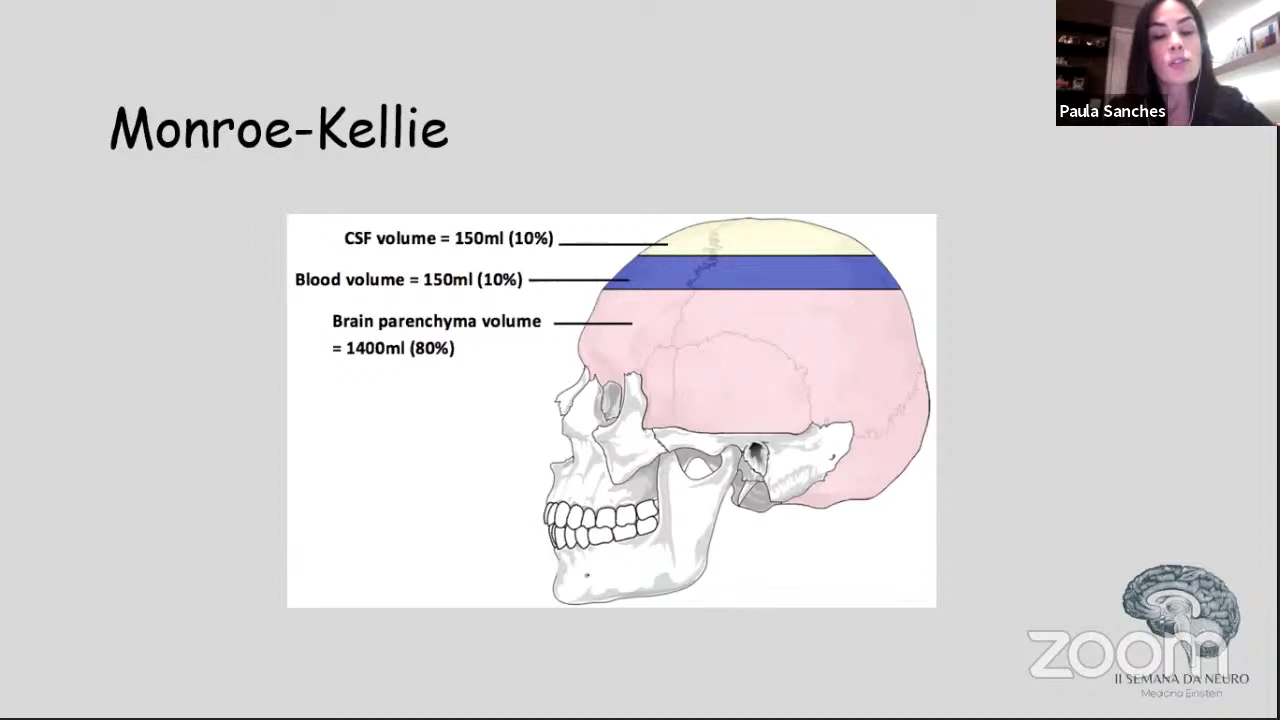 Paula Sanches
Monroe-Kellie
CSF volume = 150ml (10%)
Blood volume = 150ml (10%)
Brain parenchyma volume
= 1400ml (80%)
zoom
II SEMANA DA NEURO
Medicina Einstein